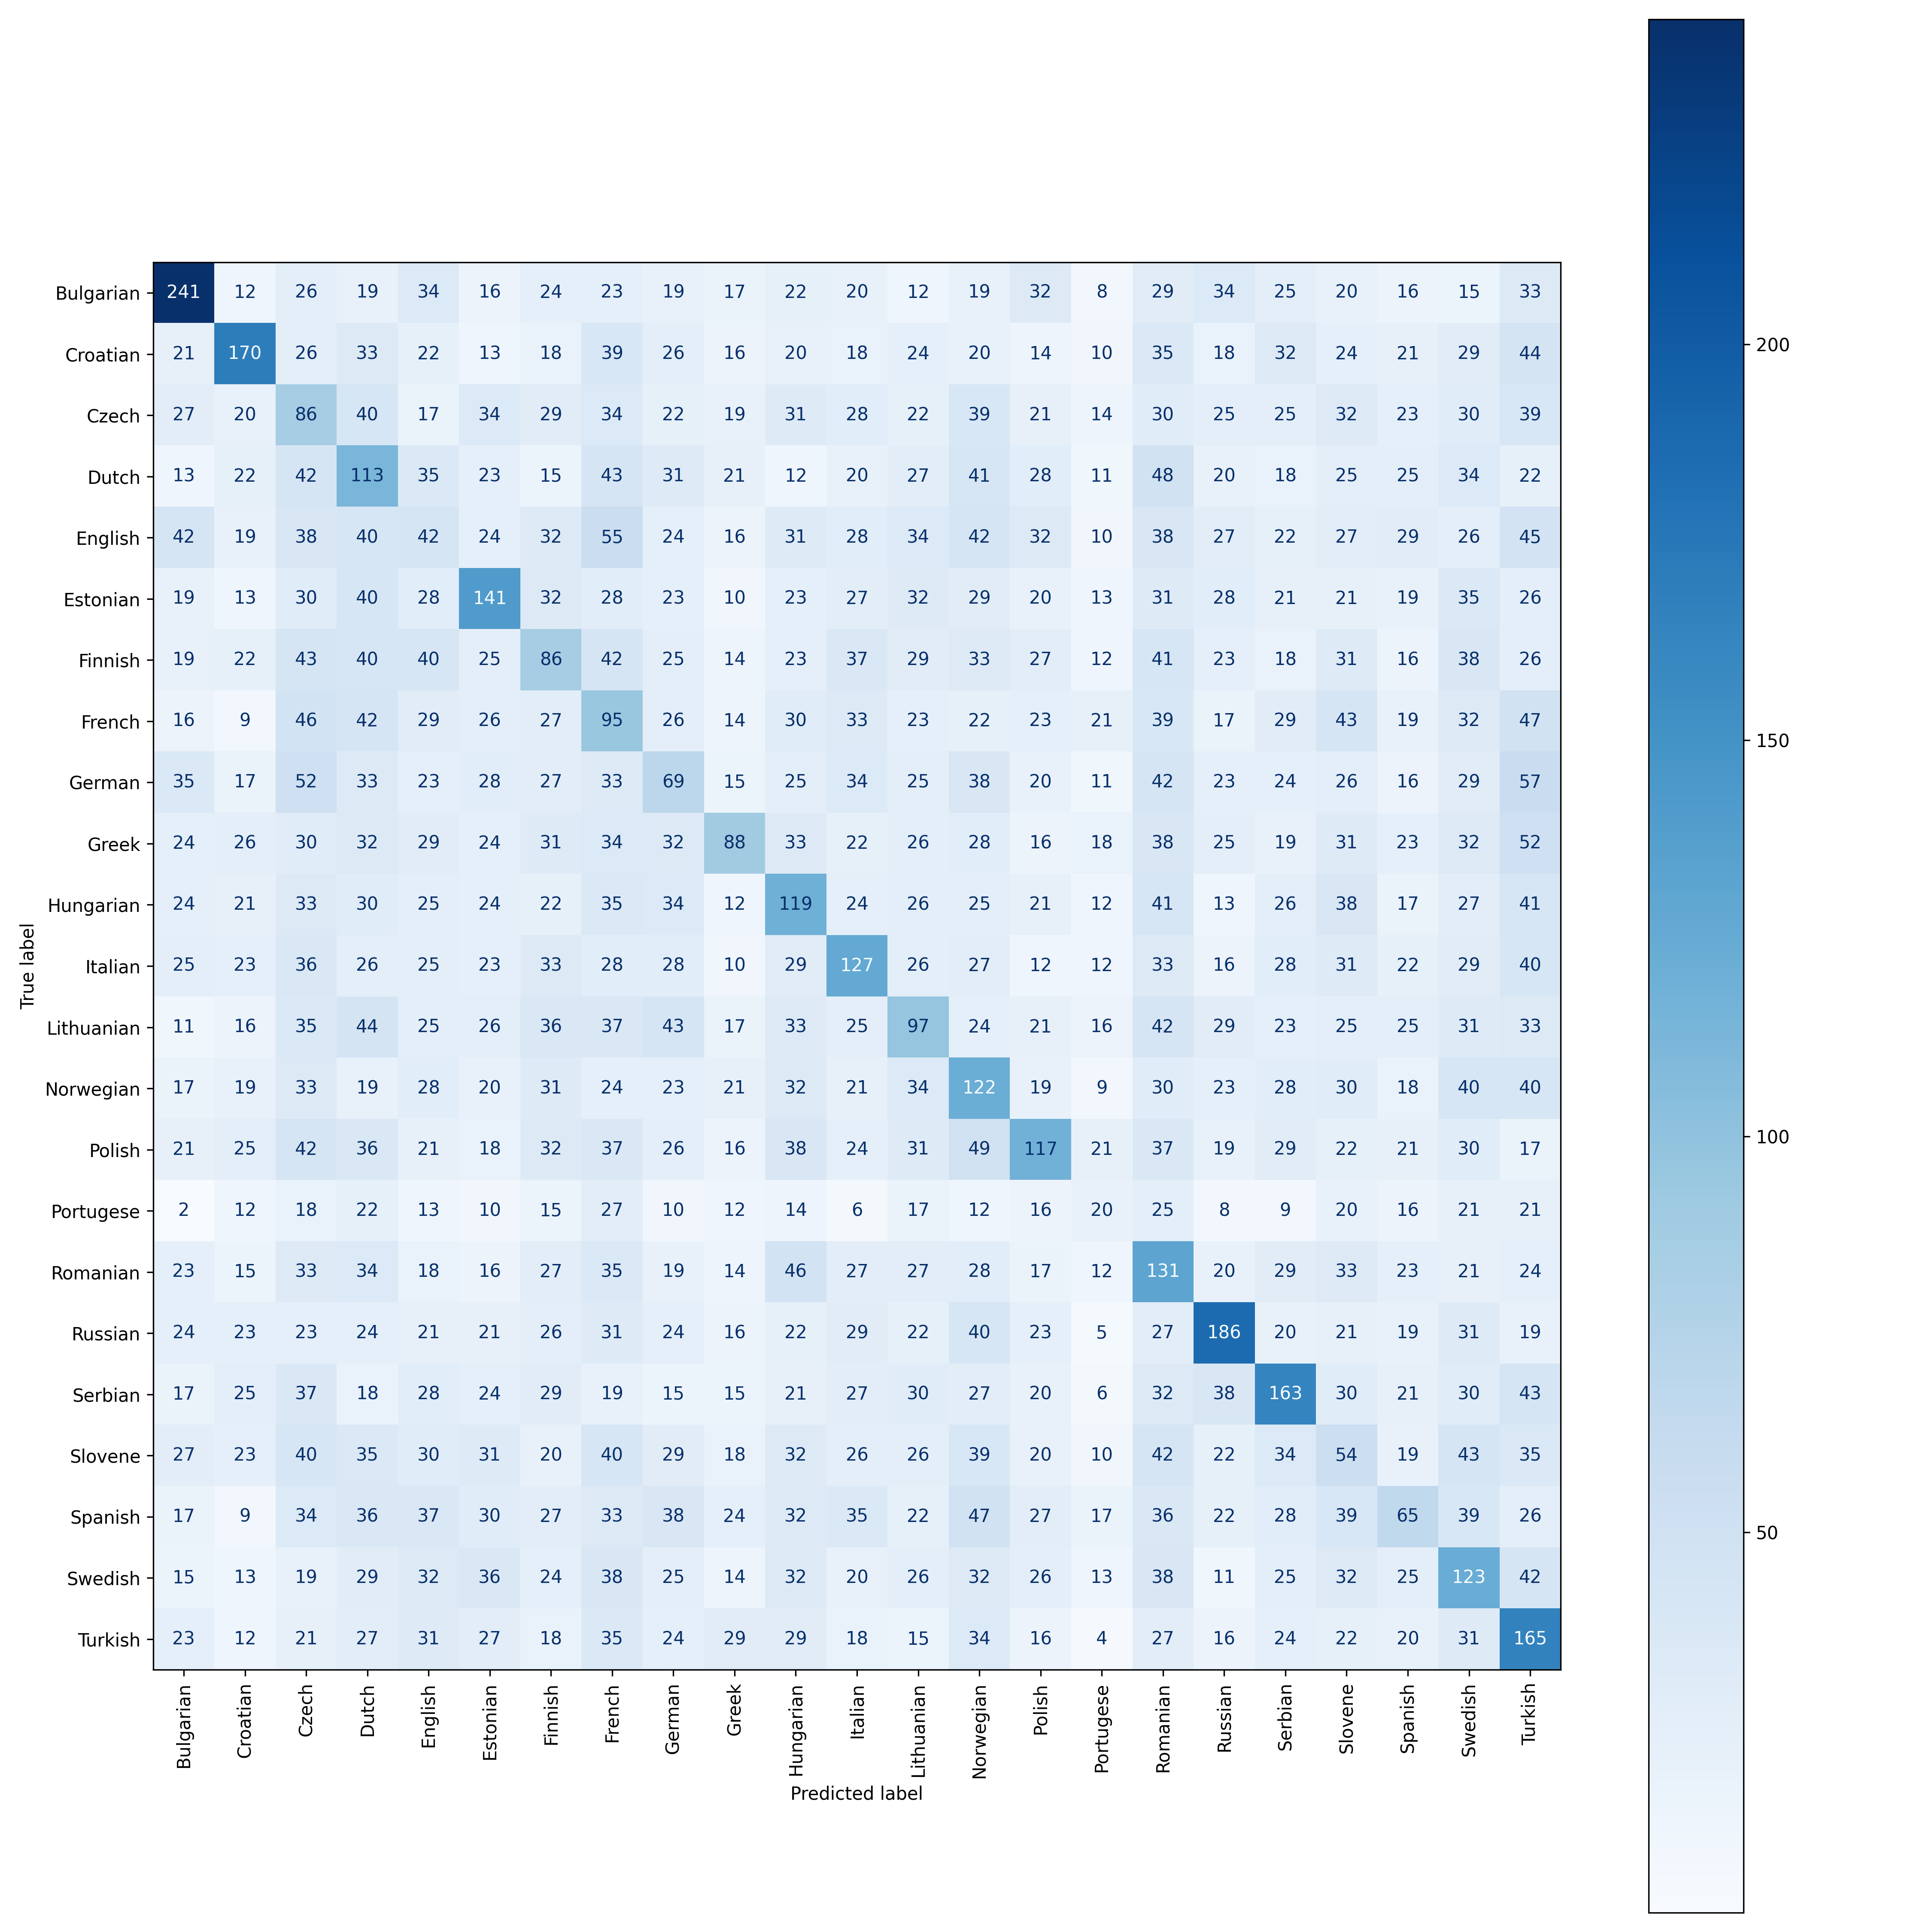 Bulgarian 241 12 26 19 34 16 24 23 19 17 22 20 12 19 32 8 29 34 25 20 16 15 33
Croatian 21 170 26 33 22 13 18 39 26 16 20 18 24 20 14 10 35 18 32 24 21 29 44
200
Czech 27 20 86 40 17 34 29 34 22 19 31 28 22 39 21 14 30 25 25 32 23 30 39
Dutch 13 22 42 113 35 23 15 43 31 21 12 20 27 41 28 11 48 20 18 25 25 34 22
English 42 19 38 40 42 24 32 55 24 16 31 28 34 42 32 10 38 27 22 27 29 26 45
Estonian 19 13 30 40 28 141 32 28 23 10 23 27 32 29 20 13 31 28 21 21 19 35 26
Finnish 19 22 43 40 40 25 86 42 25 14 23 37 29 33 27 12 41 23 18 31 16 38 26
French 16 9 46 42 29 26 27 95 26 14 30 33 23 22 23 21 39 17 29 43 19 32 47
150
German 35 17 52 33 23 28 27 33 69 15 25 34 25 38 20 11 42 23 24 26 16 29 57
Greek 24 26 30 32 29 24 31 34 32 88 33 22 26 28 16 18 38 25 19 31 23 32 52
Hungarian 24 21 33 30 25 24 22 35 34 12 119 24 26 25 21 12 41 13 26 38 17 27 41
True label
Italian 25 23 36 26 25 23 33 28 28 10 29 127 26 27 12 12 33 16 28 31 22 29 40
Lithuanian 11 16 35 44 25 26 36 37 43 17 33 25 97 24 21 16 42 29 23 25 25 31 33
Norwegian 17 19 33 19 28 20 31 24 23 21 32 21 34 122 19 9 30 23 28 30 18 40 40
100
Polish 21 25 42 36 21 18 32 37 26 16 38 24 31 49 117 21 37 19 29 22 21 30 17
Portugese 2 12 18 22 13 10 15 27 10 12 14 6 17 12 16 20 25 8 9 20 16 21 21
Romanian 23 15 33 34 18 16 27 35 19 14 46 27 27 28 17 12 131 20 29 33 23 21 24
Russian 24 23 23 24 21 21 26 31 24 16 22 29 22 40 23 5 27 186 20 21 19 31 19
Serbian 17 25 37 18 28 24 29 19 15 15 21 27 30 27 20 6 32 38 163 30 21 30 43
Slovene 27 23 40 35 30 31 20 40 29 18 32 26 26 39 20 10 42 22 34 54 19 43 35
Spanish 17 9 34 36 37 30 27 33 38 24 32 35 22 47 27 17 36 22 28 39 65 39 26
50
Swedish 15 13 19 29 32 36 24 38 25 14 32 20 26 32 26 13 38 11 25 32 25 123 42
Turkish 23 12 21 27 31 27 18 35 24 29 29 18 15 34 16 4 27 16 24 22 20 31 165
Bulgarian Croatian Czech Dutch English Estonian Finnish French German Greek Hungarian Italian Lithuanian Norwegian Polish Portugese Romanian Russian Serbian Slovene Spanish Swedish Turkish
Predicted label